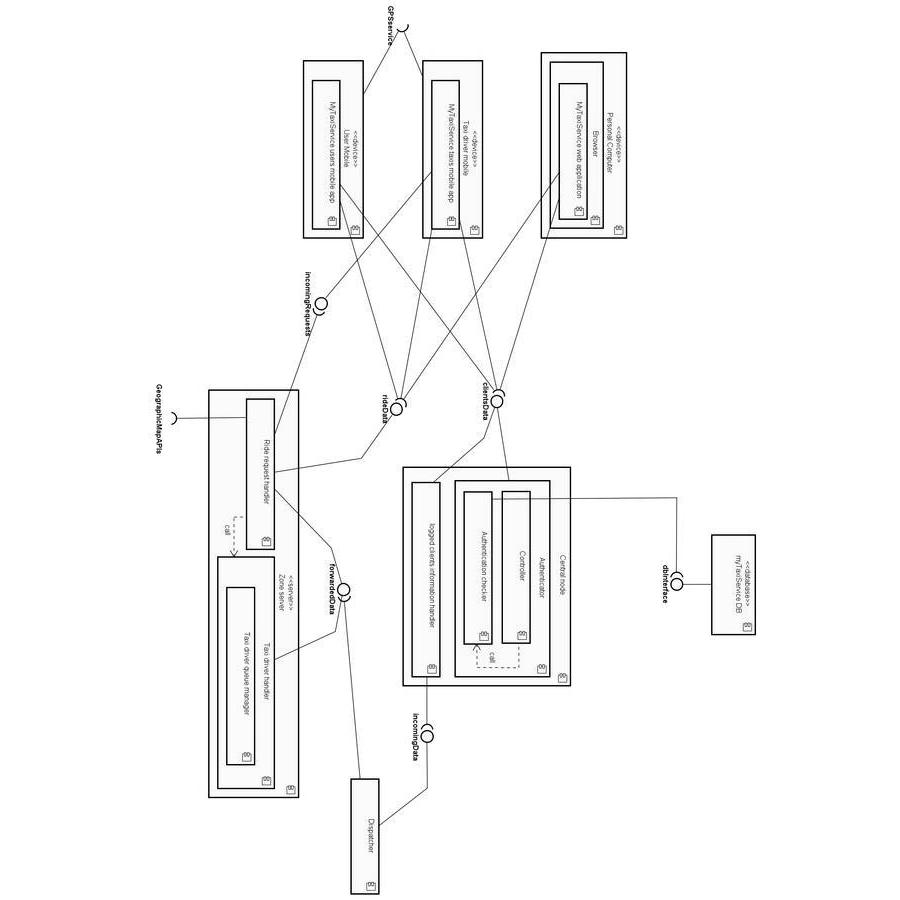 GPSservice
<<device>>
User Mobile
MyTaxiService users mobile app
<<device>>
Taxi driver mobile
MyTaxiService taxis mobile app
<<device>>
Personal Computer
Browser
MyTaxiService web application
incomingRequests
rideData
clientsData
GeographicMapAPIs
Ride request handler
call
<<server>>
Zone server
Taxi driver handler
Taxi driver queue manager
forwardedData
Central node
Authenticator
Controller
Authentication checker
call
logged clients information handler
dbInterface
<<database>>
myTaxiService DB
incomingData
Dispatcher